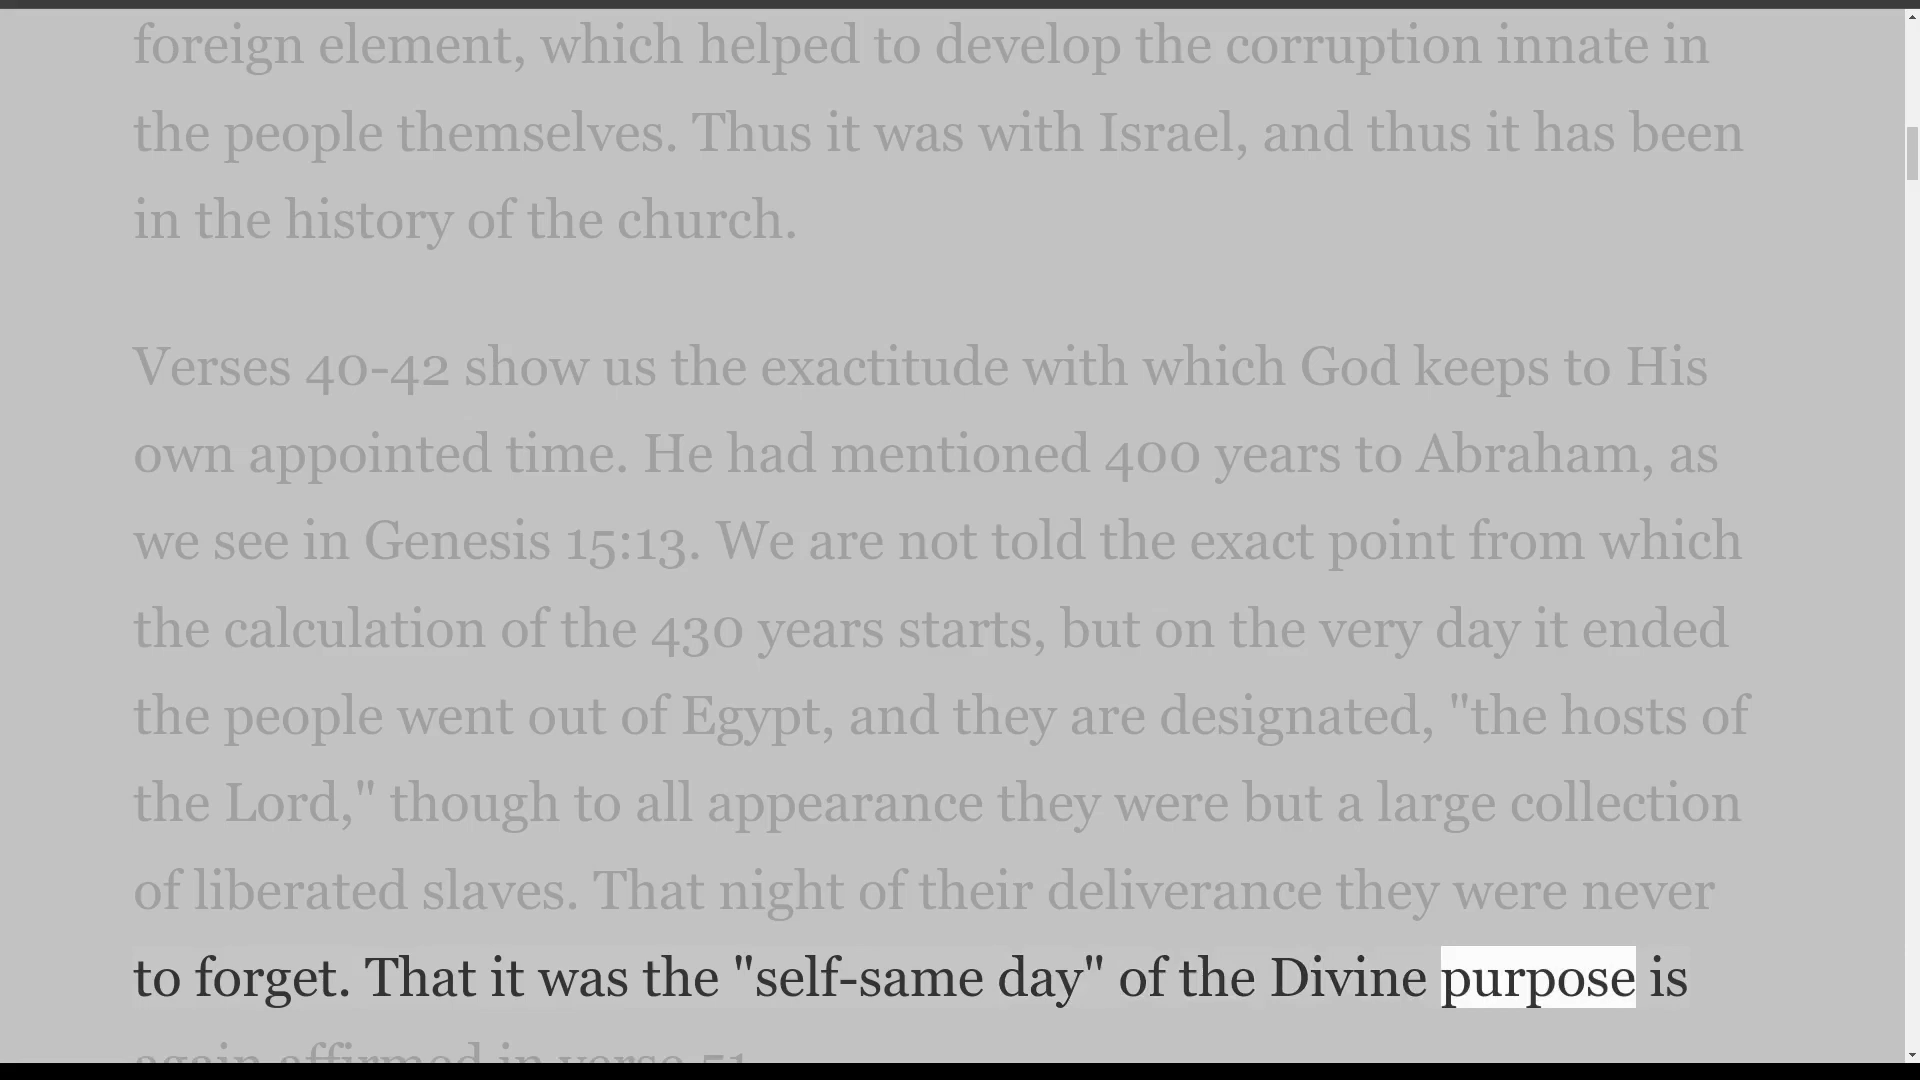 foreign element, which helped to develop the corruption innate in
the people themselves. Thus it was with Israel, and thus it has been
in the history of the church.
Verses 40-42 show us the exactitude with which God keeps to His
own appointed time. He had mentioned 400 years to Abraham, as
we see in Genesis 15:13. We are not told the exact point from which
the calculation of the 430 years starts, but on the very day it ended
the people went out of Egypt, and they are designated, "the hosts of
the Lord," though to all appearance they were but a large collection
of liberated slaves. That night of their deliverance they were never
to forget. That it was the "self-same day" of the Divine purpose is
again affirmed in verse 51